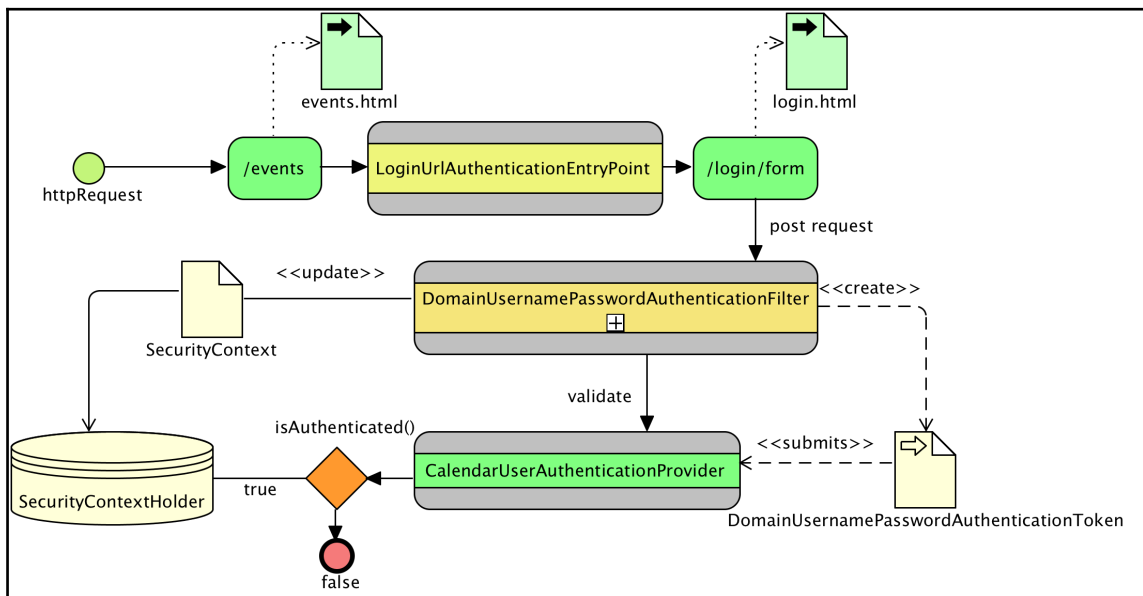 events.html
login.html
httpRequest
/events
LoginUrlAuthenticationEntryPoint
/login/form
post request
<<update>>
SecurityContext
DomainUsernamePasswordAuthenticationFilter
<<create>>
validate
isAuthenticated()
SecurityContextHolder
true
CalendarUserAuthenticationProvider
<<submits>>
DomainUsernamePasswordAuthenticationToken
false